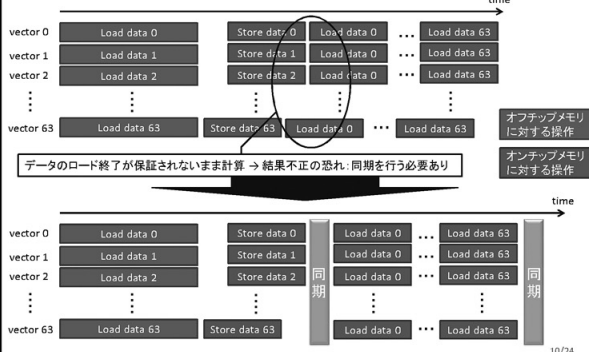 time
vector 0 Load data 0 Store data 0 Load data 0 ... Load data 63
vector 1 Load data 1 Store data 1 Load data 0 ... Load data 63
vector 2 Load data 2 Store data 2 Load data 0 ... Load data 63
vector 63 Load data 63 Store data 63 Load data 0 ... Load data 63
オフチップメモリ
に対する操作
オンチップメモリ
に対する操作
データのロード終了が保証されないまま計算 → 結果不正の恐れ:同期を行う必要あり
time
vector 0 Load data 0 Store data 0 Load data 0 ... Load data 63
vector 1 Load data 1 Store data 1 Load data 0 ... Load data 63
vector 2 Load data 2 Store data 2 Load data 0 ... Load data 63
同期
同期
vector 63 Load data 63 Store data 63 Load data 0 ... Load data 63
10/24